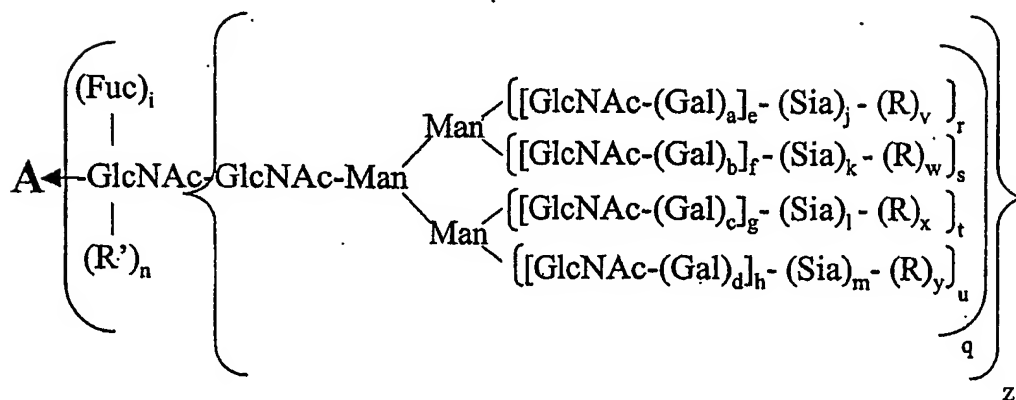 (Fuc)i
A GlcNAc-GlcNAc-Man
(R')n
Man
[GlcNAc-(Gal)a]e- (Sia)j- (R)v r
[GlcNAc-(Gal)b]f- (Sia)k- (R)w s
Man
[GlcNAc-(Gal)c]g- (Sia)l- (R)x t
[GlcNAc-(Gal)d]h- (Sia)m- (R)y u
q
z